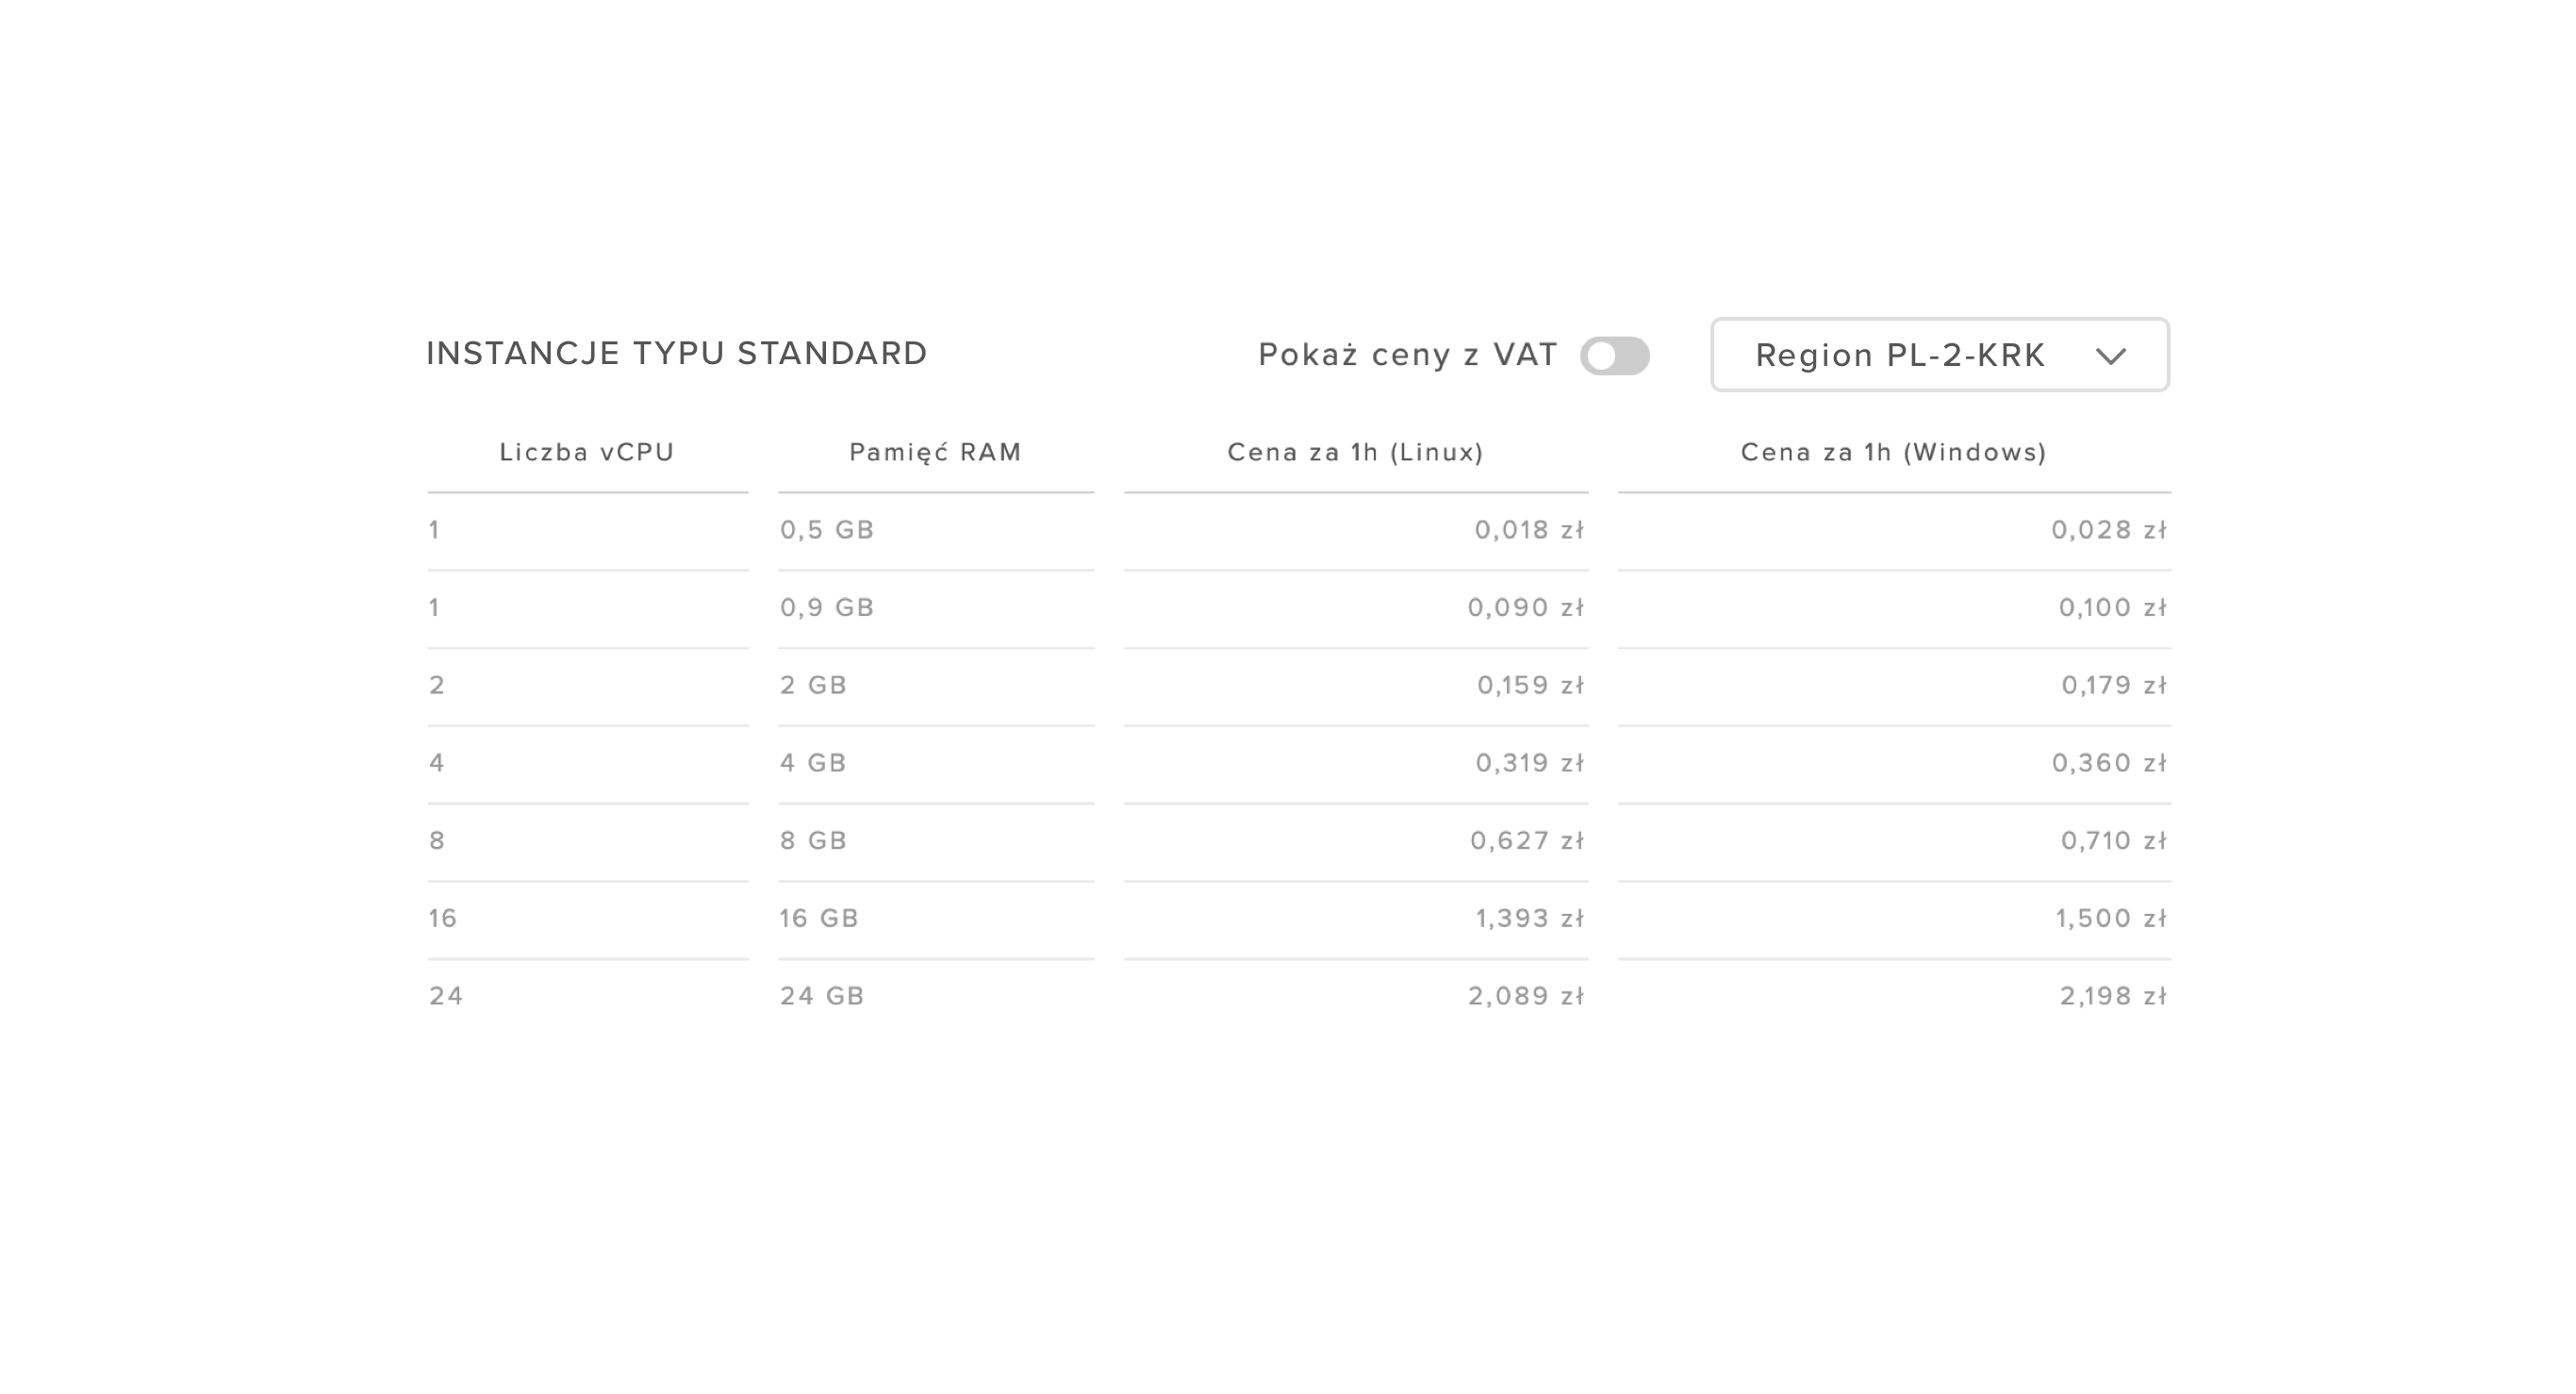 INSTANCJE TYPU STANDARD Pokaż ceny z VAT Region PL-2-KRK
Liczba vCPU Pamięć RAM Cena za 1h (Linux) Cena za 1h (Windows)
1 0,5 GB 0,018 zł 0,028 zł
1 0,9 GB 0,090 zł 0,100 zł
2 2 GB 0,159 zł 0,179 zł
4 4 GB 0,319 zł 0,360 zł
8 8 GB 0,627 zł 0,710 zł
16 16 GB 1,393 zł 1,500 zł
24 24 GB 2,089 zł 2,198 zł